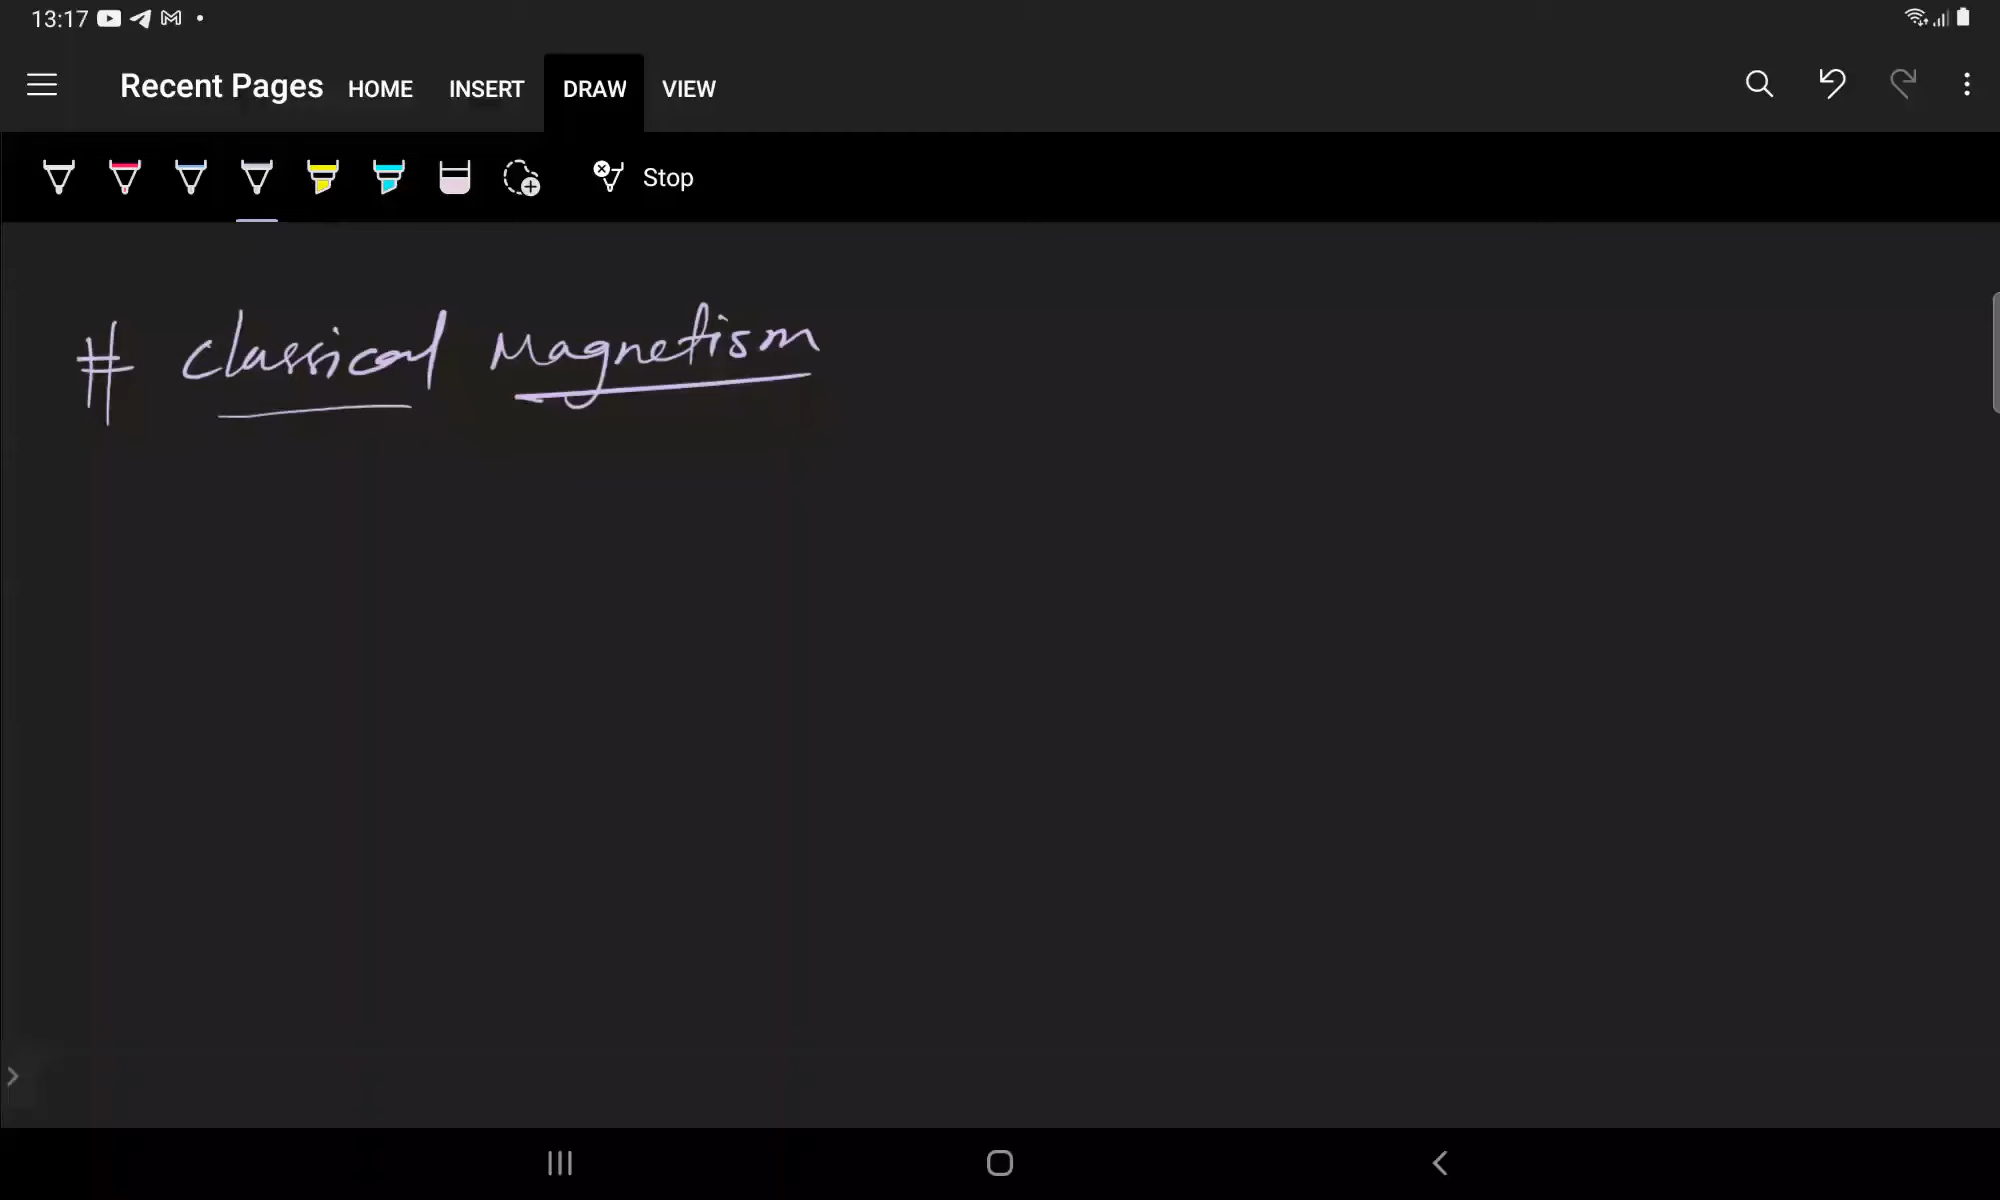 13:17
Recent Pages HOME INSERT DRAW VIEW
Stop
# Classical Magnetism